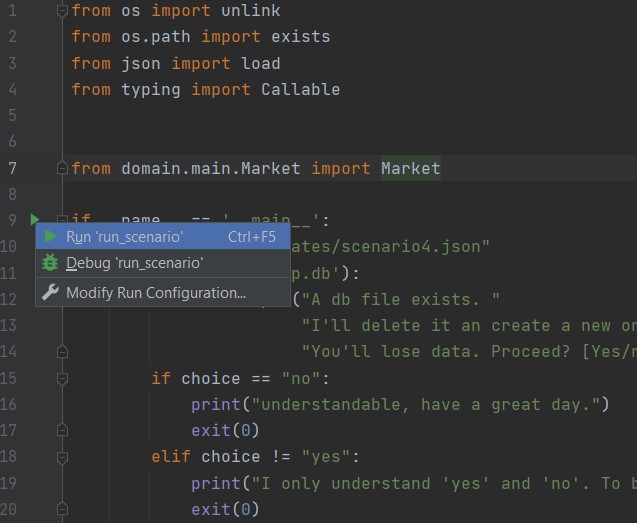 1 from os import unlink
2 from os.path import exists
3 from json import load
4 from typing import Callable
5
6
7 from domain.main.Market import Market
8
9 if __name__ == '__main__':
Run 'run_scenario' Ctrl+F5
10 ates/scenario4.json"
Debug 'run_scenario'
11 p.db'):
Modify Run Configuration...
12 ("A db file exists. "
13 "I'll delete it an create a new
14 "You'll lose data. Proceed? [Yes/
15 if choice == "no":
16 print("understandable, have a great day.")
17 exit(0)
18 elif choice != "yes":
19 print("I only understand 'yes' and 'no'. To
20 exit(0)